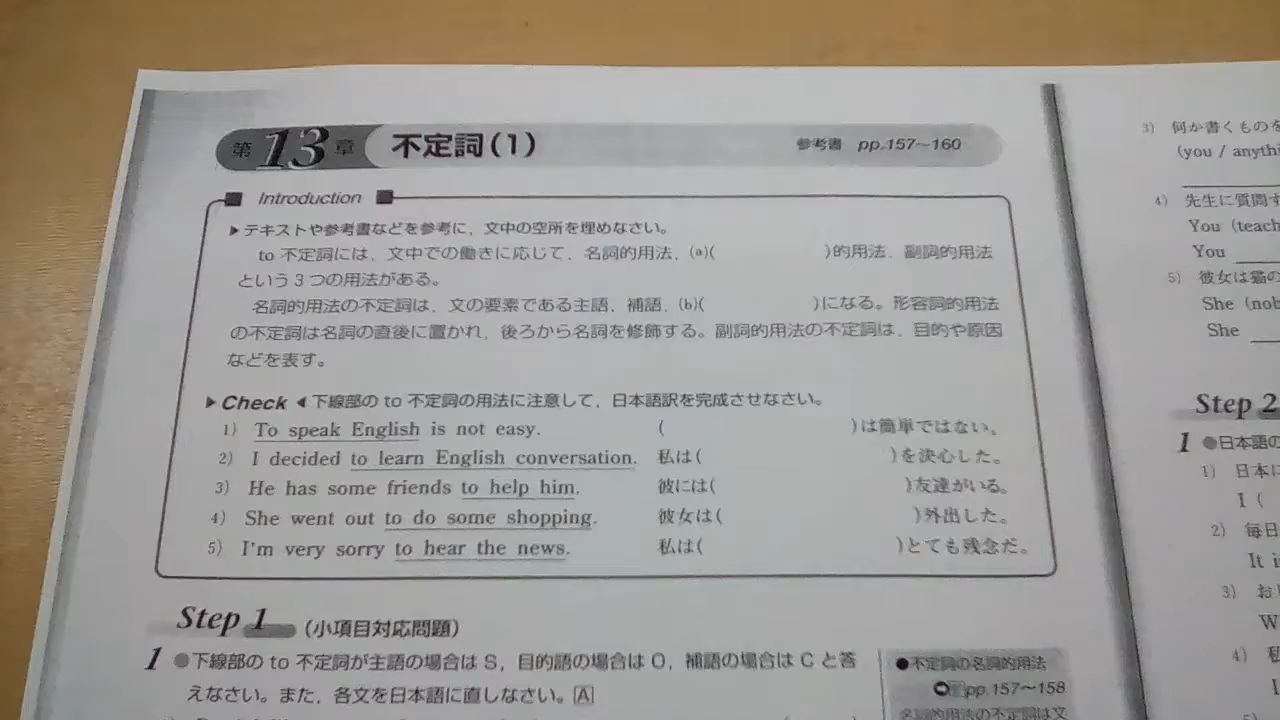 第13章 不定詞(1) 参考書 pp.157～160
Introduction
▶テキストや参考書などを参考に，文中の空所を埋めなさい。
to 不定詞には，文中での働きに応じて，名詞的用法，(a)( )的用法，副詞的用法
という3つの用法がある。
名詞的用法の不定詞は，文の要素である主語，補語，(b)( )になる。形容詞的用法
の不定詞は名詞の直後に置かれ，後ろから名詞を修飾する。副詞的用法の不定詞は，目的や原因
などを表す。
▶Check◀下線部の to 不定詞の用法に注意して，日本語訳を完成させなさい。
1) To speak English is not easy. ( )は簡単ではない。
2) I decided to learn English conversation. 私は( )を決心した。
3) He has some friends to help him. 彼には( )友達がいる。
4) She went out to do some shopping. 彼女は( )外出した。
5) I'm very sorry to hear the news. 私は( )とても残念だ。
Step 1 (小項目対応問題)
1 ●下線部の to 不定詞が主語の場合は S，目的語の場合は O，補語の場合は C と答
えなさい。また，各文を日本語に直しなさい。A
●不定詞の名詞的用法
pp.157～158
名詞的用法の不定詞は文
3) 何か書くものを
(you / anythi
4) 先生に質問す
You (teach
You
5) 彼女は猫の
She (nob
She
Step 2
1 ●日本語の
1) 日本に
I (
2) 毎日
It i
3) お
W
4) 私
I